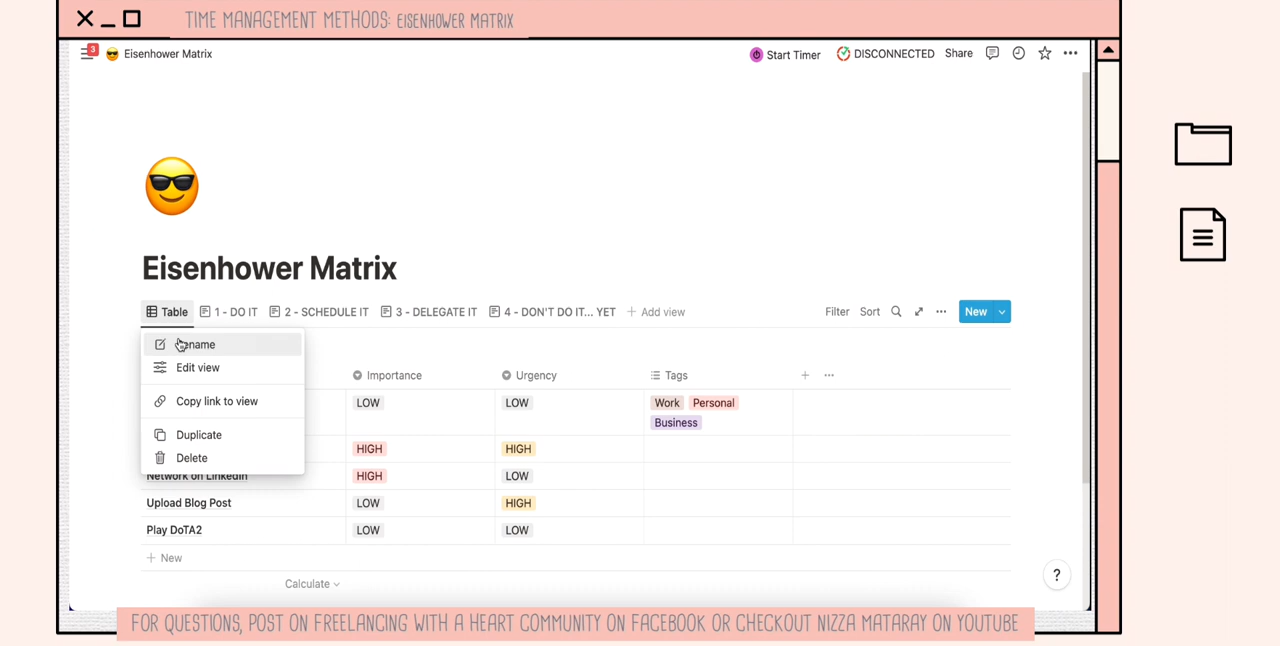 TIME MANAGEMENT METHODS: EISENHOWER MATRIX
3 Eisenhower Matrix Start Timer DISCONNECTED Share
Eisenhower Matrix
Table 1 - DO IT 2 - SCHEDULE IT 3 - DELEGATE IT 4 - DON'T DO IT... YET + Add view Filter Sort New
Rename
Edit view
Copy link to view
Duplicate
Delete
Importance Urgency Tags
LOW LOW Work Personal
Business
HIGH HIGH
Network on LinkedIn HIGH LOW
Upload Blog Post LOW HIGH
Play DoTA2 LOW LOW
+ New
Calculate
?
FOR QUESTIONS, POST ON FREELANCING WITH A HEART COMMUNITY ON FACEBOOK OR CHECKOUT NIZZA MATARAY ON YOUTUBE